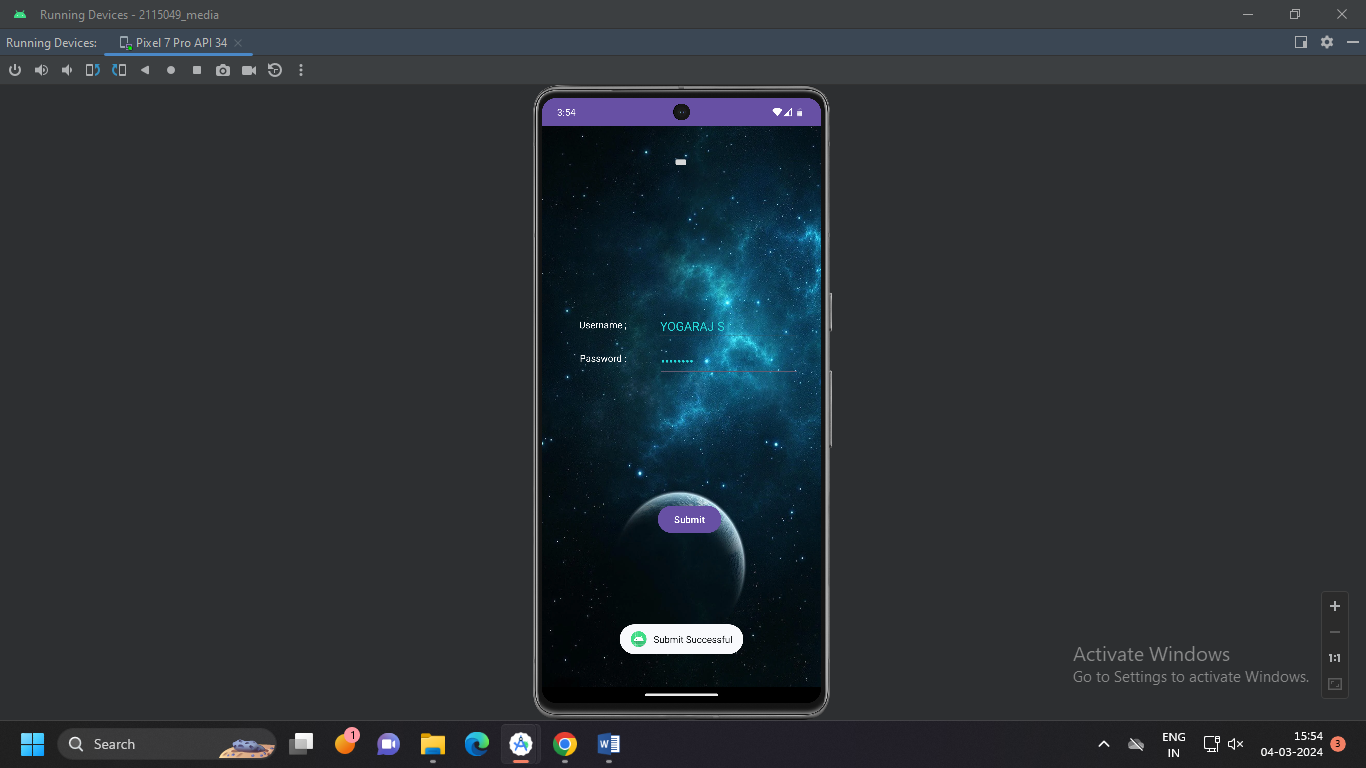 Running Devices - 2115049_media
Running Devices: Pixel 7 Pro API 34
3:54
Username ; YOGARAJ S
Password : ••••••••
Submit
Submit Successful
1:1
Activate Windows
Go to Settings to activate Windows.
Search
1
ENG
IN
15:54
04-03-2024
3